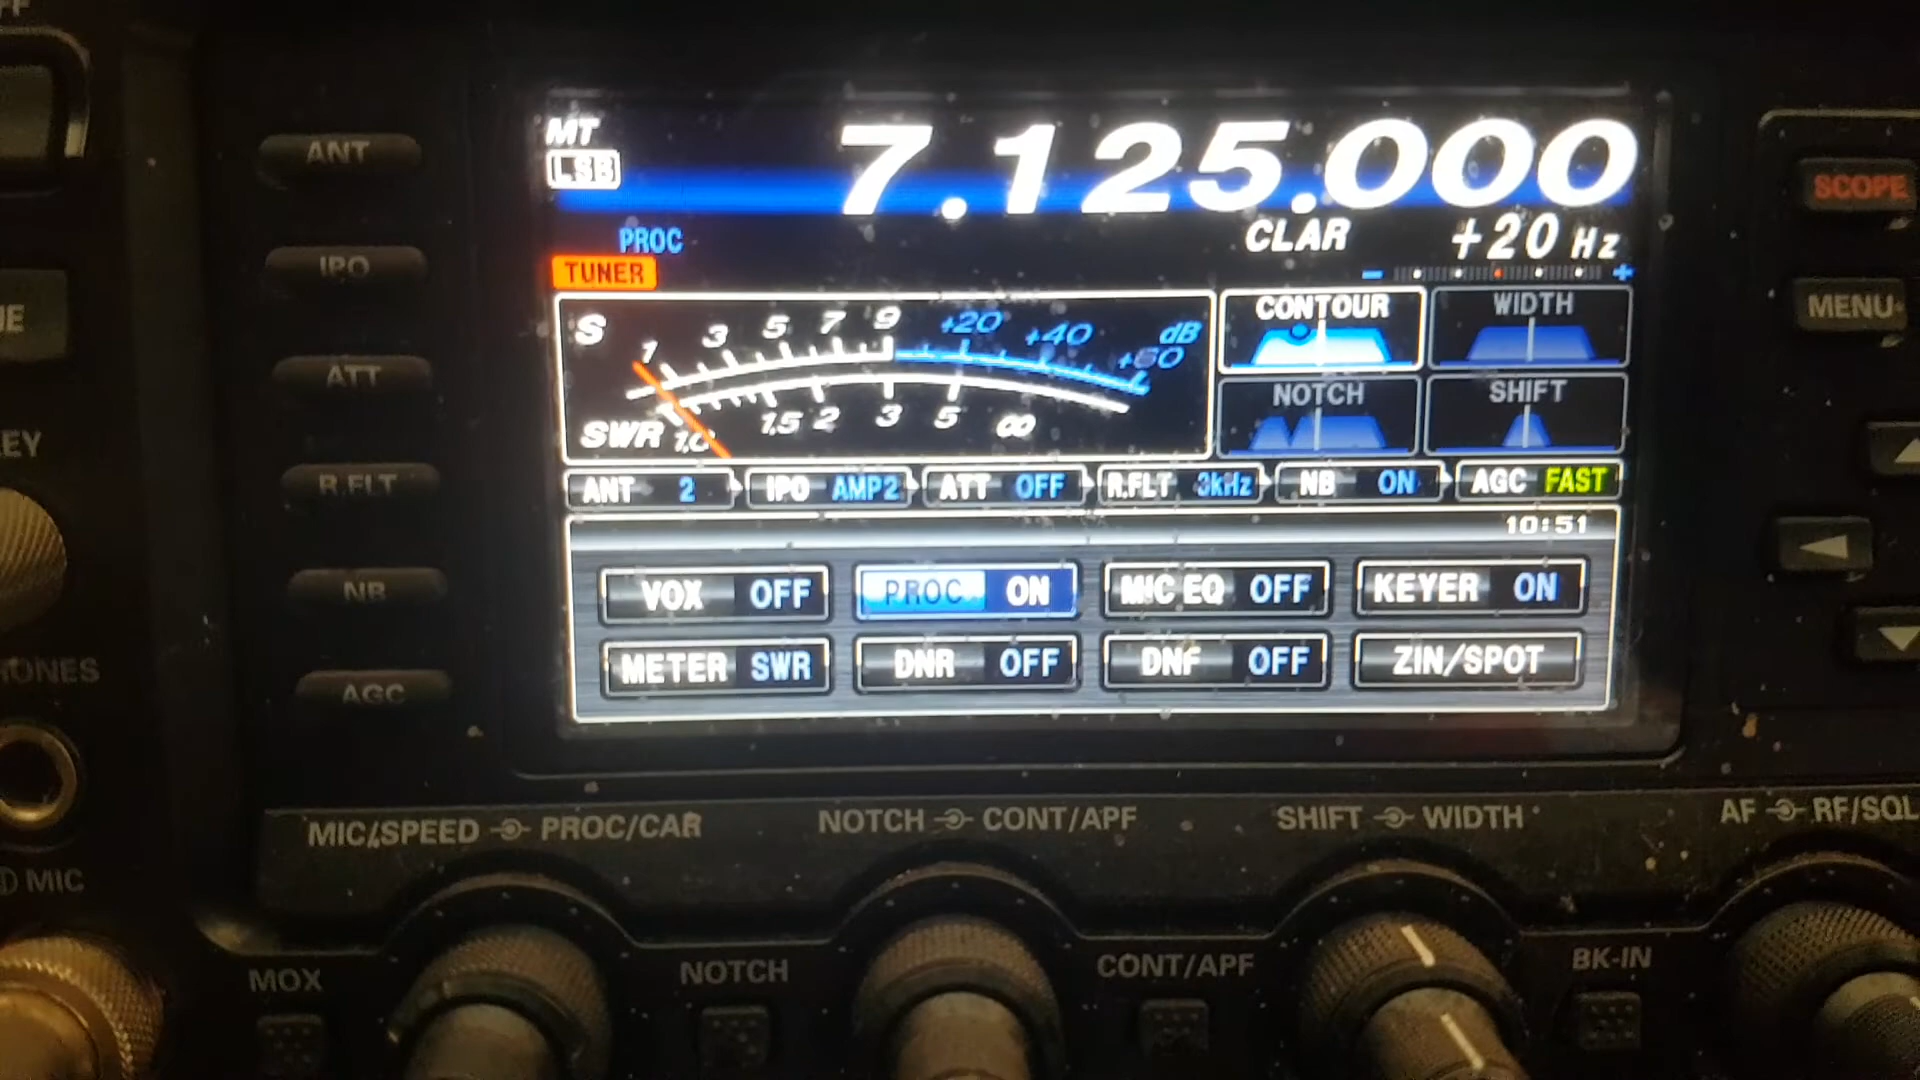 MT
7.125.000
LSB
PROC
CLAR +20 Hz
TUNER
- +
S 1 3 5 7 9 +20 +40 +60 dB
SWR 1.0 1.5 2 3 5 ∞
CONTOUR WIDTH
NOTCH SHIFT
ANT 2 IPO AMP2 ATT OFF R.FLT 3kHz NB ON AGC FAST
10:51
VOX OFF PROC ON MIC EQ OFF KEYER ON
METER SWR DNR OFF DNF OFF ZIN/SPOT
ANT
IPO
ATT
R.FLT
NB
AGC
SCOPE
MENU
MIC/SPEED PROC/CAR NOTCH CONT/APF SHIFT WIDTH AF RF/SQL
MIC
MOX NOTCH CONT/APF BK-IN